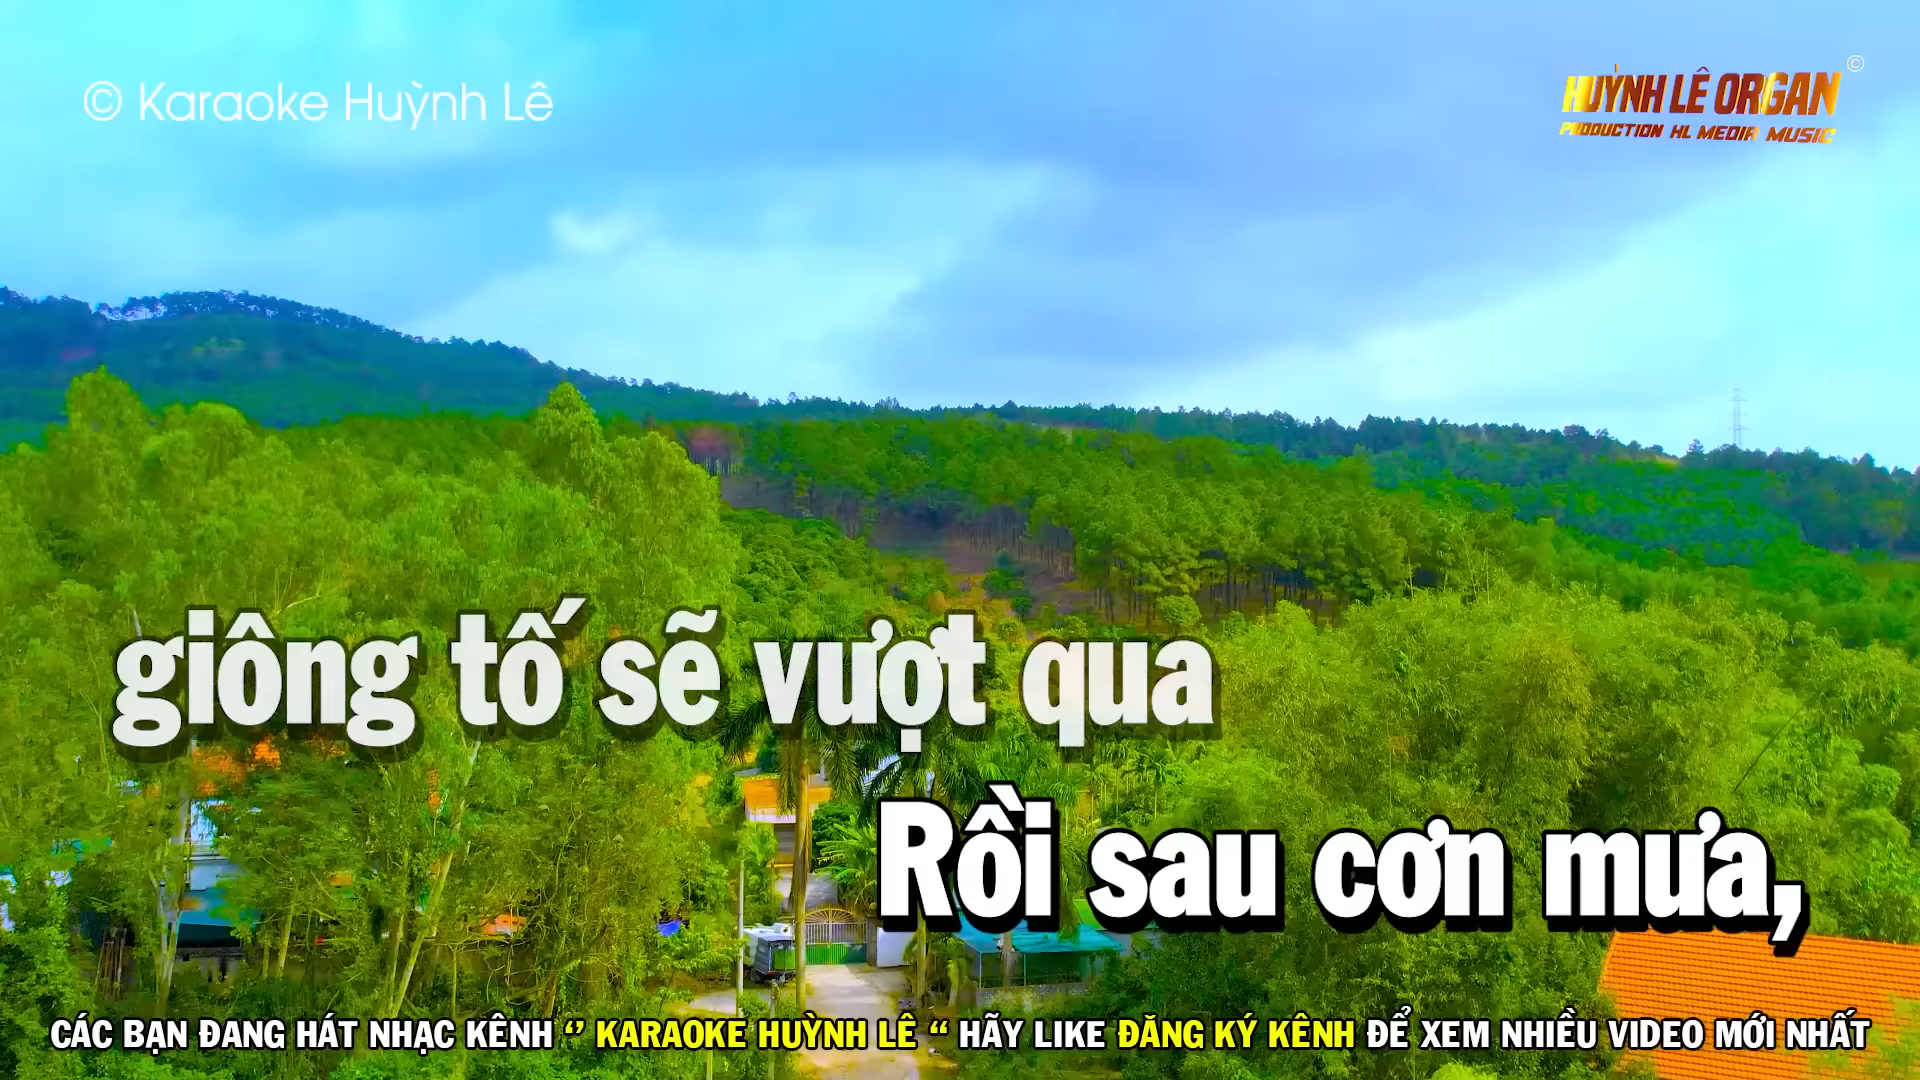 © Karaoke Huỳnh Lê
HUỲNH LÊ ORGAN ©
PRODUCTION HL MEDIA MUSIC
giông tố sẽ vượt qua
Rồi sau cơn mưa,
CÁC BẠN ĐANG HÁT NHẠC KÊNH ‘’ KARAOKE HUỲNH LÊ “ HÃY LIKE ĐĂNG KÝ KÊNH ĐỂ XEM NHIỀU VIDEO MỚI NHẤT